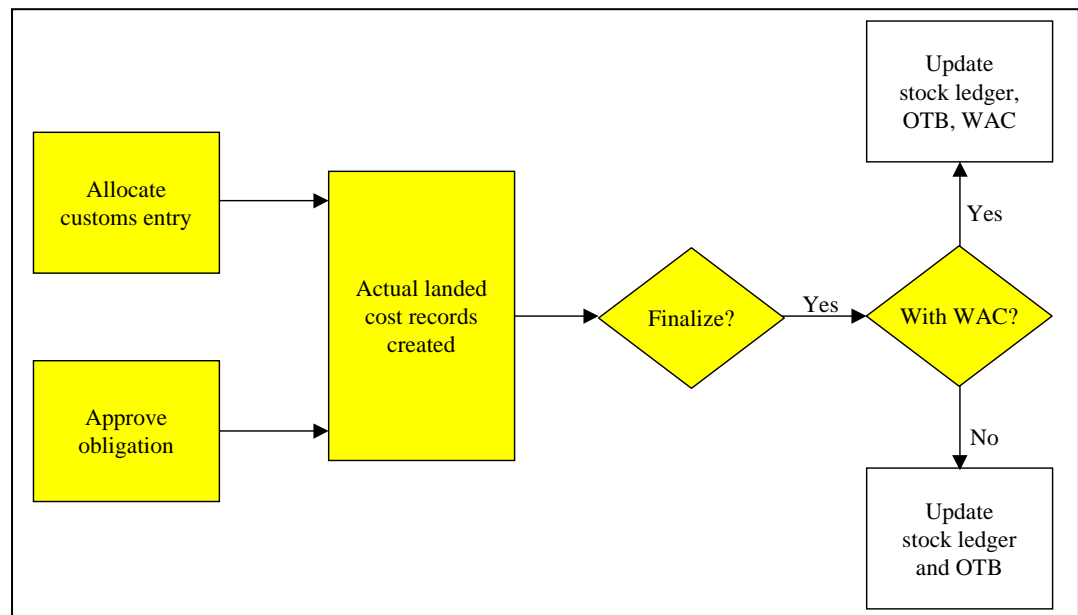 Allocate
customs entry
Approve
obligation
Actual landed
cost records
created
Finalize?
Yes
With WAC?
Yes
Update
stock ledger,
OTB, WAC
No
Update
stock ledger
and OTB